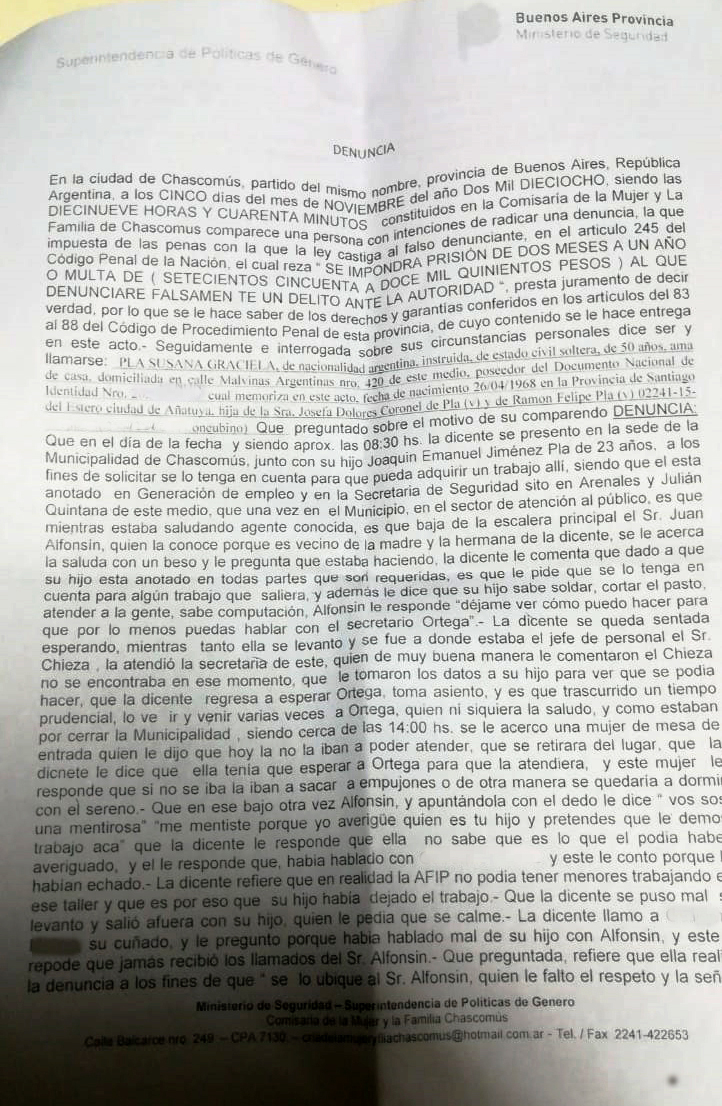 Buenos Aires Provincia
Ministerio de Seguridad
Superintendencia de Políticas de Género
DENUNCIA
En la ciudad de Chascomús, partido del mismo nombre, provincia de Buenos Aires, República
Argentina, a los CINCO días del mes de NOVIEMBRE del año Dos Mil DIECIOCHO, siendo las
DIECINUEVE HORAS Y CUARENTA MINUTOS constituidos en la Comisaría de la Mujer y La
Familia de Chascomus comparece una persona con intenciones de radicar una denuncia, la que
impuesta de las penas con la que la ley castiga al falso denunciante, en el articulo 245 del
Código Penal de la Nación, el cual reza " SE IMPONDRA PRISIÓN DE DOS MESES A UN AÑO
O MULTA DE ( SETECIENTOS CINCUENTA A DOCE MIL QUINIENTOS PESOS ) AL QUE
DENUNCIARE FALSAMEN TE UN DELITO ANTE LA AUTORIDAD ", presta juramento de decir
verdad, por lo que se le hace saber de los derechos y garantías conferidos en los articulos del 83
al 88 del Código de Procedimiento Penal de esta provincia, de cuyo contenido se le hace entrega
en este acto.- Seguidamente e interrogada sobre sus circunstancias personales dice ser y
llamarse: PLA SUSANA GRACIELA, de nacionalidad argentina, instruida, de estado civil soltera, de 50 años, ama
de casa, domiciliada en calle Malvinas Argentinas nro. 420 de este medio, poseedor del Documento Nacional de
Identidad Nro. cual memoriza en este acto, fecha de nacimiento 26/04/1968 en la Provincia de Santiago
del Estero ciudad de Añatuya, hija de la Sra. Josefa Dolores Coronel de Pla (v) y de Ramon Felipe Pla (v) 02241-15-
oncubino) Que preguntado sobre el motivo de su comparendo DENUNCIA:
Que en el día de la fecha y siendo aprox. las 08:30 hs. la dicente se presento en la sede de la
Municipalidad de Chascomús, junto con su hijo Joaquin Emanuel Jiménez Pla de 23 años, a los
fines de solicitar se lo tenga en cuenta para que pueda adquirir un trabajo allí, siendo que el esta
anotado en Generación de empleo y en la Secretaria de Seguridad sito en Arenales y Julián
Quintana de este medio, que una vez en el Municipio, en el sector de atención al público, es que
mientras estaba saludando agente conocida, es que baja de la escalera principal el Sr. Juan
Alfonsín, quien la conoce porque es vecino de la madre y la hermana de la dicente, se le acerca
la saluda con un beso y le pregunta que estaba haciendo, la dicente le comenta que dado a que
su hijo esta anotado en todas partes que son requeridas, es que le pide que se lo tenga en
cuenta para algún trabajo que saliera, y además le dice que su hijo sabe soldar, cortar el pasto,
atender a la gente, sabe computación, Alfonsin le responde "déjame ver cómo puedo hacer para
que por lo menos puedas hablar con el secretario Ortega".- La dicente se queda sentada
esperando, mientras tanto ella se levanto y se fue a donde estaba el jefe de personal el Sr.
Chieza , la atendió la secretaria de este, quien de muy buena manera le comentaron el Chieza
no se encontraba en ese momento, que le tomaron los datos a su hijo para ver que se podia
hacer, que la dicente regresa a esperar Ortega, toma asiento, y es que trascurrido un tiempo
prudencial, lo ve ir y venir varias veces a Ortega, quien ni siquiera la saludo, y como estaban
por cerrar la Municipalidad , siendo cerca de las 14:00 hs. se le acerco una mujer de mesa de
entrada quien le dijo que hoy la no la iban a poder atender, que se retirara del lugar, que la
dicnete le dice que ella tenía que esperar a Ortega para que la atendiera, y este mujer le
responde que si no se iba la iban a sacar a empujones o de otra manera se quedaría a dormir
con el sereno.- Que en ese bajo otra vez Alfonsin, y apuntándola con el dedo le dice " vos sos
una mentirosa" "me mentiste porque yo averigüe quien es tu hijo y pretendes que le demo
trabajo aca" que la dicente le responde que ella no sabe que es lo que el podia habe
averiguado, y el le responde que, habia hablado con y este le conto porque l
habían echado.- La dicente refiere que en realidad la AFIP no podia tener menores trabajando e
ese taller y que es por eso que su hijo había dejado el trabajo.- Que la dicente se puso mal s
levanto y salió afuera con su hijo, quien le pedia que se calme.- La dicente llamo a
su cuñado, y le pregunto porque habia hablado mal de su hijo con Alfonsin, y este
repode que jamás recibió los llamados del Sr. Alfonsin.- Que preguntada, refiere que ella reali
la denuncia a los fines de que " se lo ubique al Sr. Alfonsin, quien le falto el respeto y la señ
Ministerio de Seguridad – Superintendencia de Politicas de Genero
Comisaria de la Mujer y la Familia Chascomús
Calle Balcarce nro. 249 – CPA 7130. – chascomus@hotmail.com.ar - Tel. / Fax 2241-422653